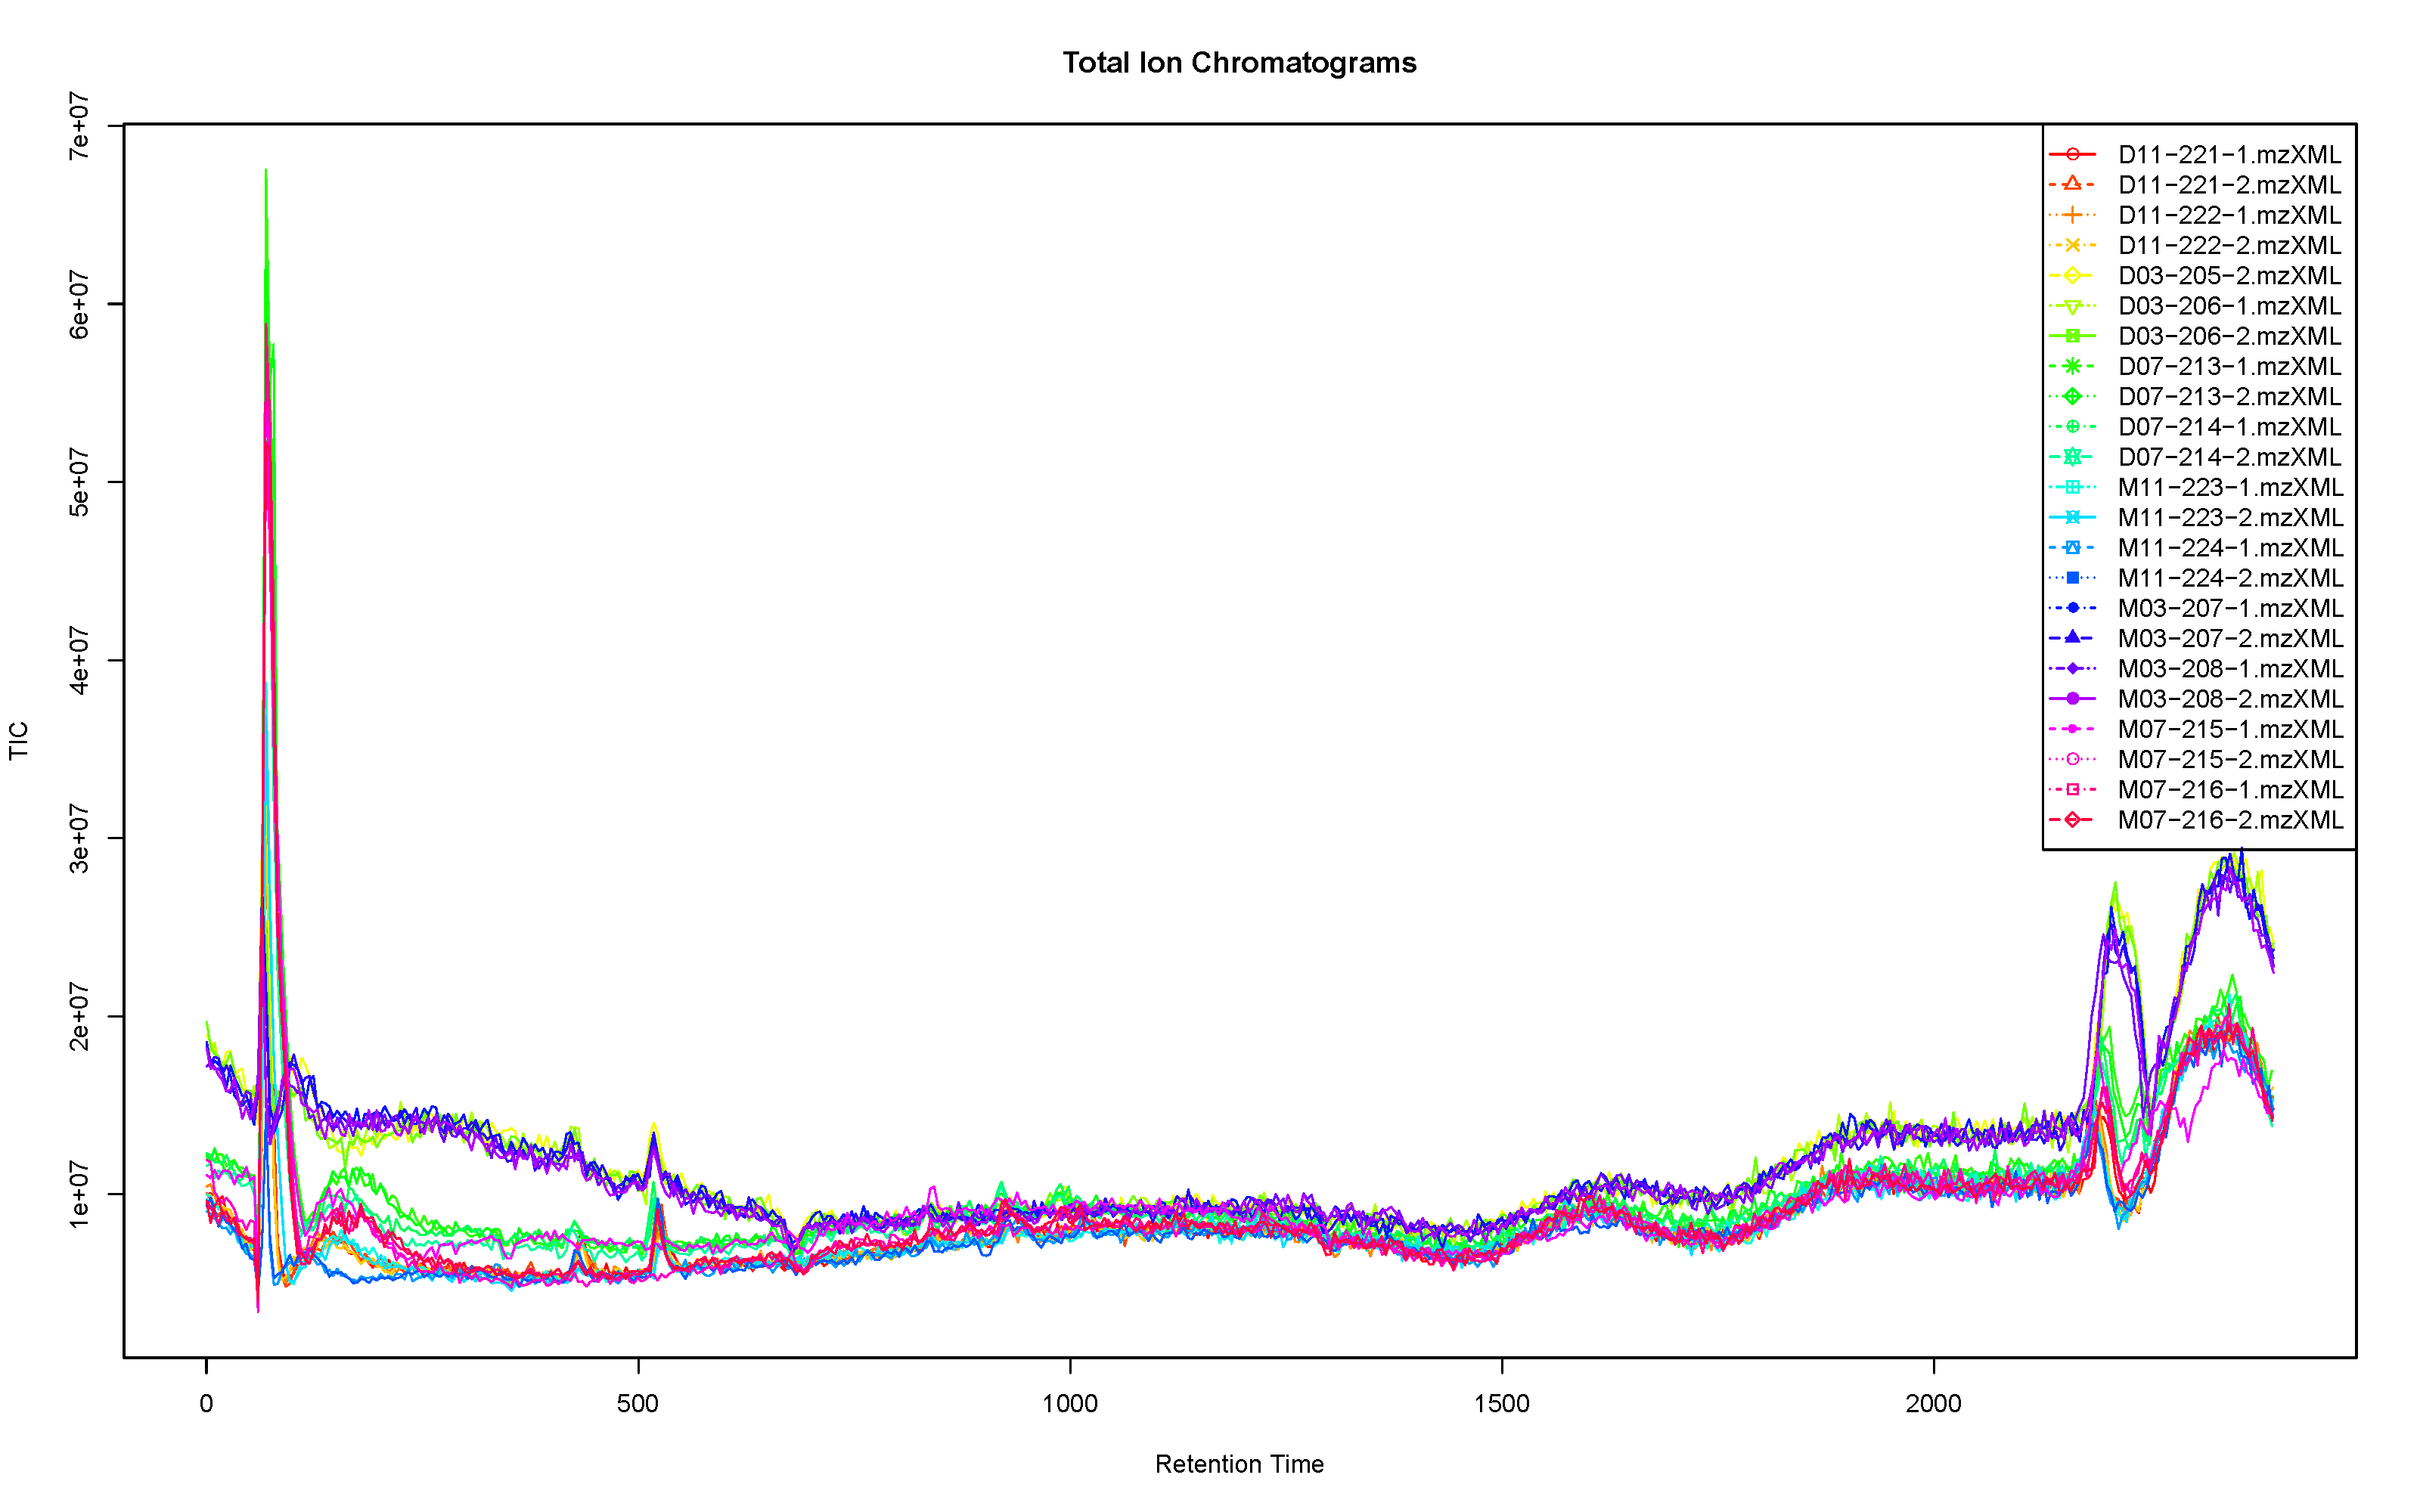 Total Ion Chromatograms
7e+07
6e+07
5e+07
4e+07
3e+07
2e+07
1e+07
TIC
D11-221-1.mzXML
D11-221-2.mzXML
D11-222-1.mzXML
D11-222-2.mzXML
D03-205-2.mzXML
D03-206-1.mzXML
D03-206-2.mzXML
D07-213-1.mzXML
D07-213-2.mzXML
D07-214-1.mzXML
D07-214-2.mzXML
M11-223-1.mzXML
M11-223-2.mzXML
M11-224-1.mzXML
M11-224-2.mzXML
M03-207-1.mzXML
M03-207-2.mzXML
M03-208-1.mzXML
M03-208-2.mzXML
M07-215-1.mzXML
M07-215-2.mzXML
M07-216-1.mzXML
M07-216-2.mzXML
0 500 1000 1500 2000
Retention Time